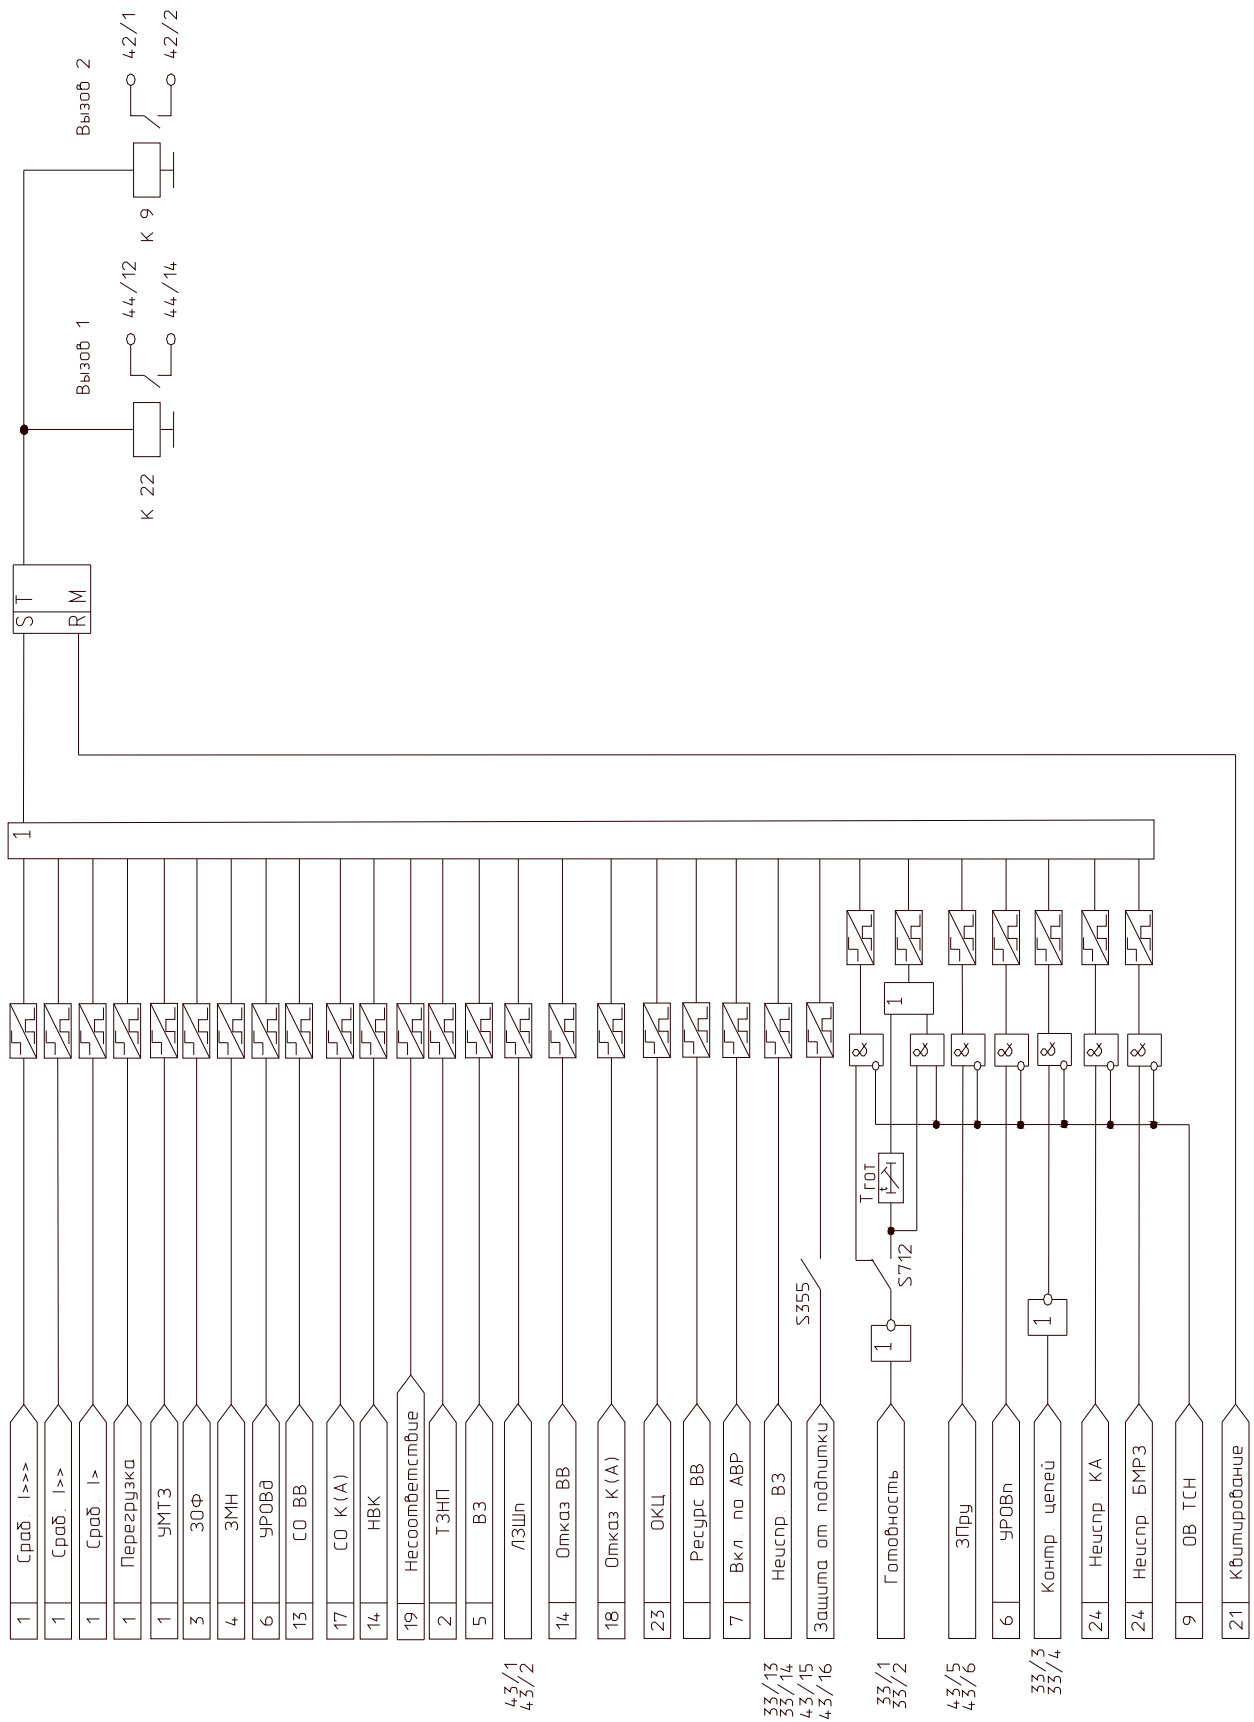 Вызов 2
42/1
42/2
К 9
Вызов 1
44/12
44/14
К 22
S T
R M
1
1
&
&
&
&
&
&
&
Тгот
t
S712
S355
1
1
1 Сраб. I>>>
1 Сраб. I>>
1 Сраб I>
1 Перегрузка
1 УМТЗ
3 ЗОФ
4 ЗМН
6 УРОВд
13 СО ВВ
17 СО К(А)
14 НВК
19 Несоответствие
2 ТЗНП
5 ВЗ
ЛЗШп
43/1
43/2
14 Отказ ВВ
18 Отказ К(А)
23 ОКЦ
Ресурс ВВ
7 Вкл. по АВР
Неиспр. ВЗ
33/13
33/14
Защита от подпитки
43/15
43/16
Готовность
33/1
33/2
ЗПру
43/5
43/6
6 УРОВп
Контр. цепей
33/3
33/4
24 Неиспр. КА
24 Неиспр. БМРЗ
9 ОВ ТСН
21 Квитирование